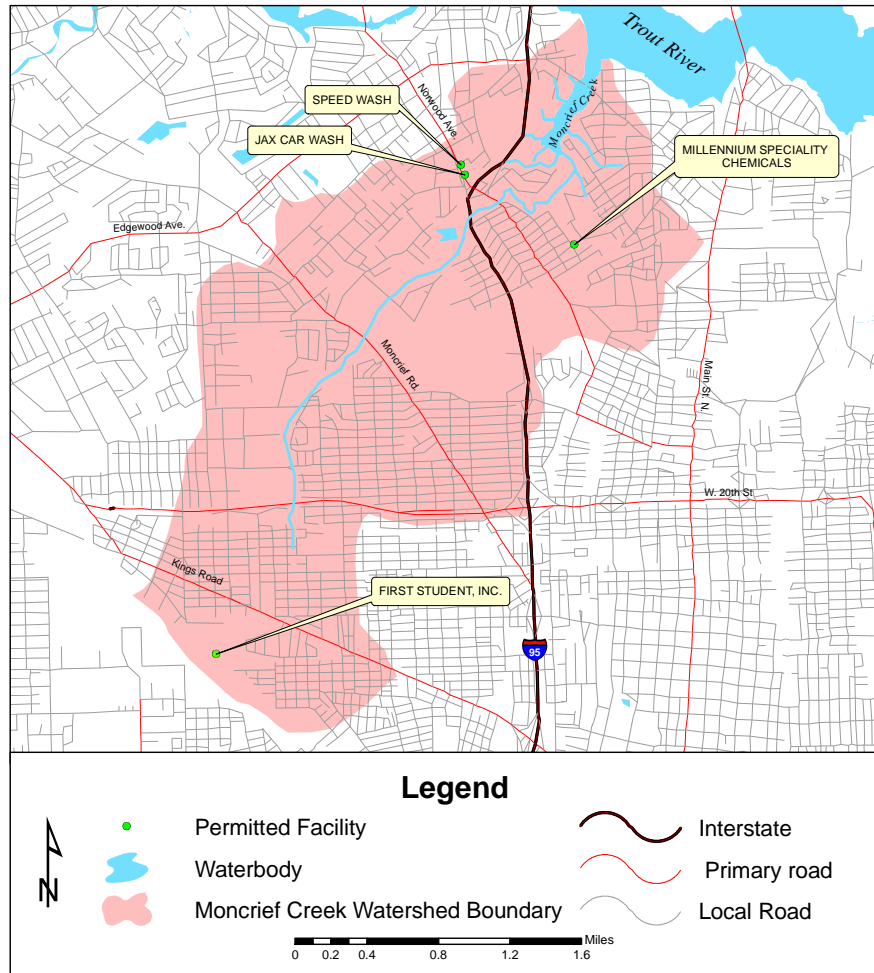 Trout River
Norwood Ave.
Moncrief Creek
SPEED WASH
JAX CAR WASH
MILLENNIUM SPECIALITY
CHEMICALS
Edgewood Ave.
Moncrief Rd.
Main St. N.
W. 20th St
Kings Road
FIRST STUDENT, INC.
95
Legend
Permitted Facility
Interstate
Waterbody
Primary road
Moncrief Creek Watershed Boundary
Local Road
N
Miles
0 0.2 0.4 0.8 1.2 1.6